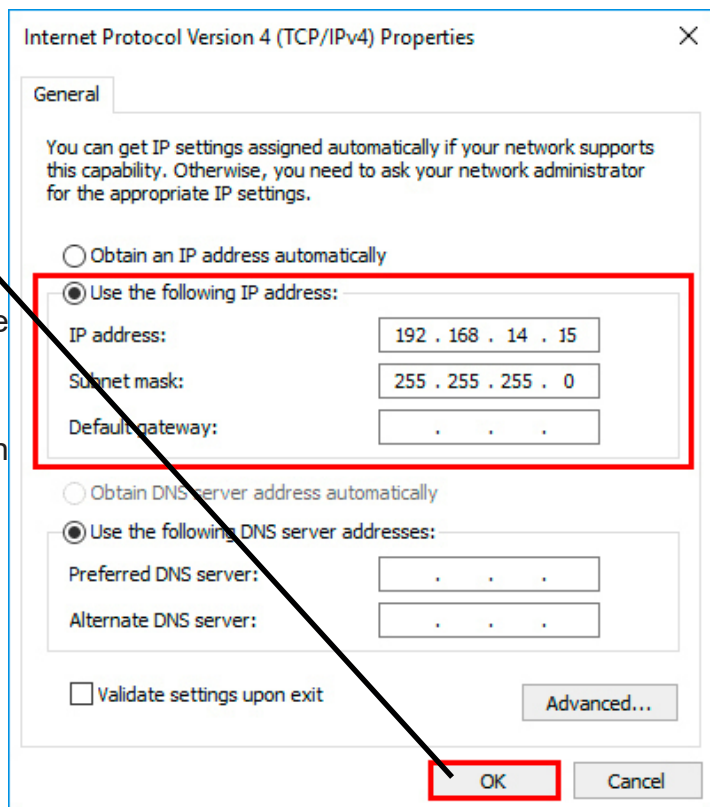 Internet Protocol Version 4 (TCP/IPv4) Properties
General
You can get IP settings assigned automatically if your network supports
this capability. Otherwise, you need to ask your network administrator
for the appropriate IP settings.
Obtain an IP address automatically
Use the following IP address:
IP address: 192 . 168 . 14 . 15
Subnet mask: 255 . 255 . 255 . 0
Default gateway: . . .
Obtain DNS server address automatically
Use the following DNS server addresses:
Preferred DNS server: . . .
Alternate DNS server: . . .
Validate settings upon exit
Advanced...
OK Cancel